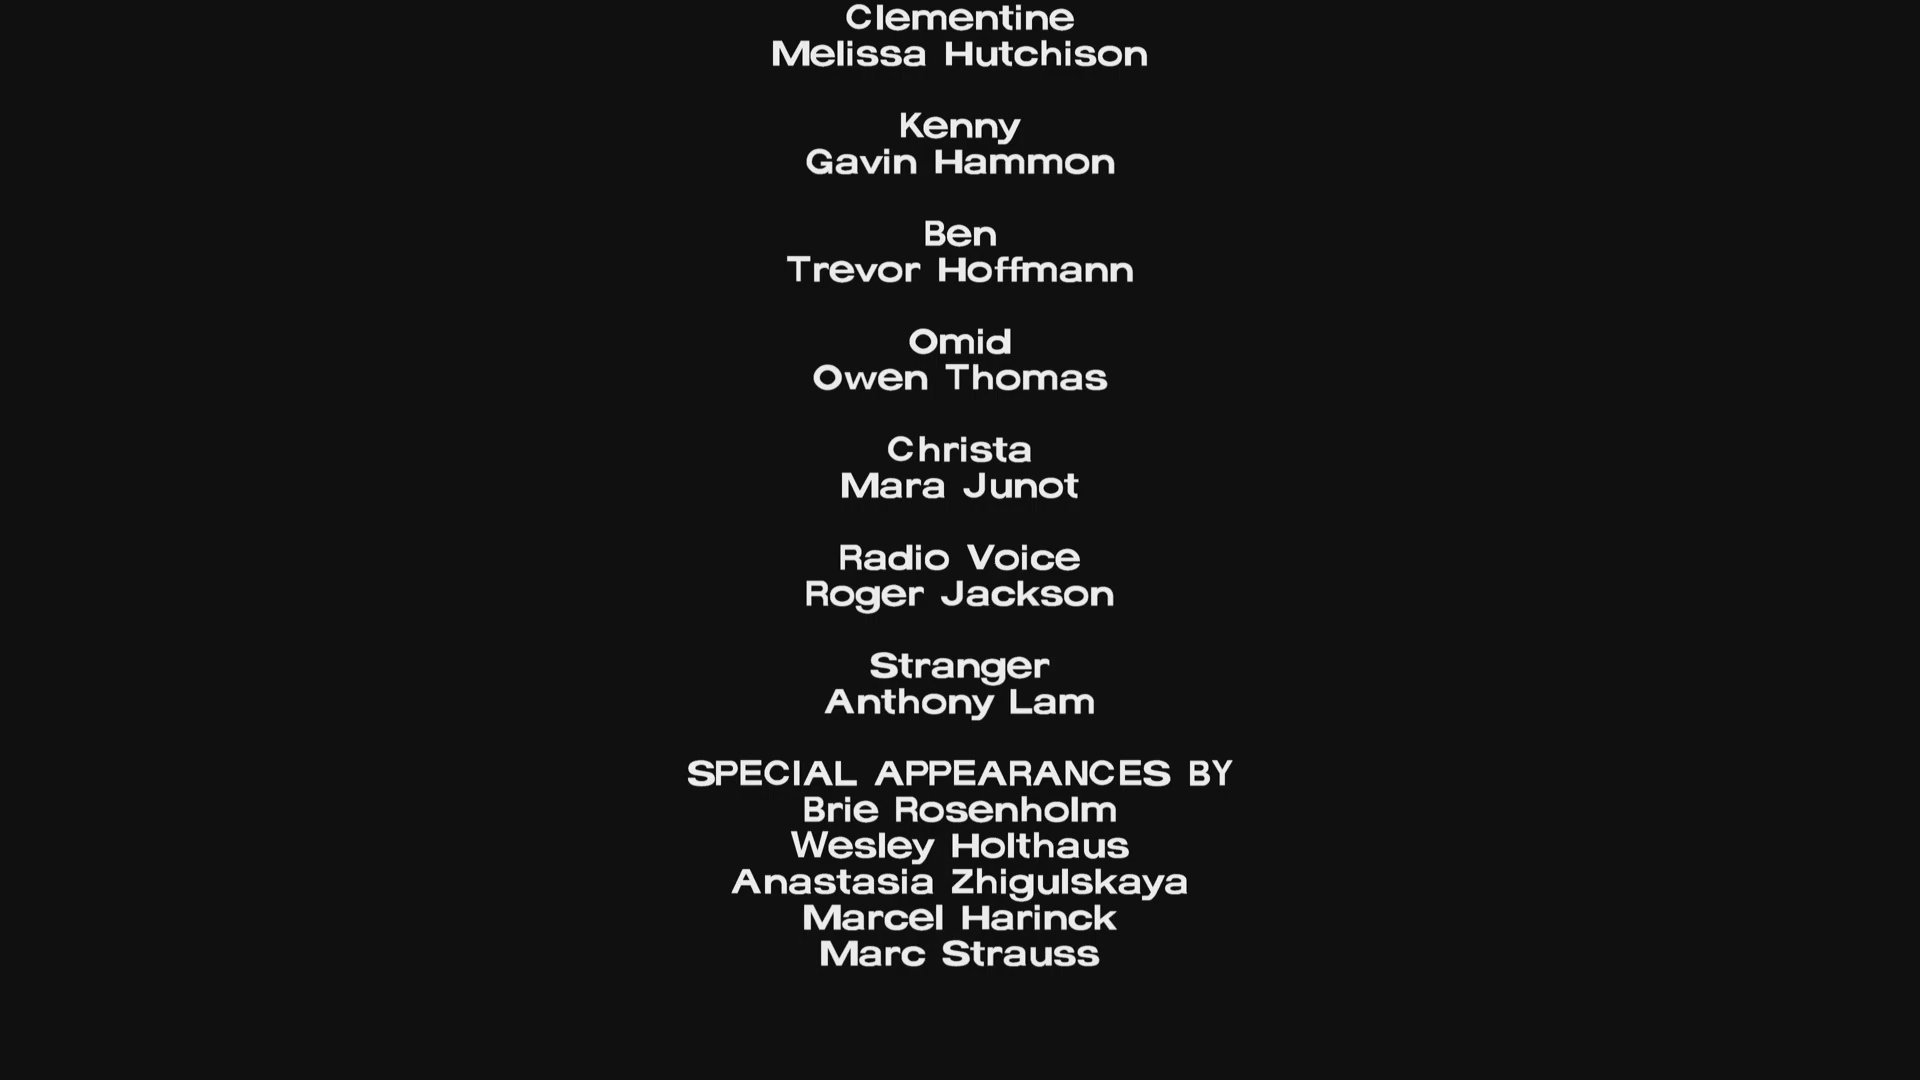 Clementine
Melissa Hutchison
Kenny
Gavin Hammon
Ben
Trevor Hoffmann
Omid
Owen Thomas
Christa
Mara Junot
Radio Voice
Roger Jackson
Stranger
Anthony Lam
SPECIAL APPEARANCES BY
Brie Rosenholm
Wesley Holthaus
Anastasia Zhigulskaya
Marcel Harinck
Marc Strauss